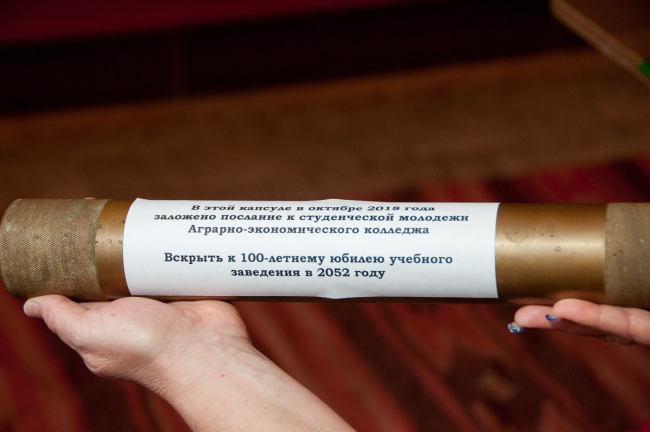 В этой капсуле в октябре 2018 года
заложено послание к студенческой молодежи
Аграрно-экономического колледжа
Вскрыть к 100-летнему юбилею учебного
заведения в 2052 году